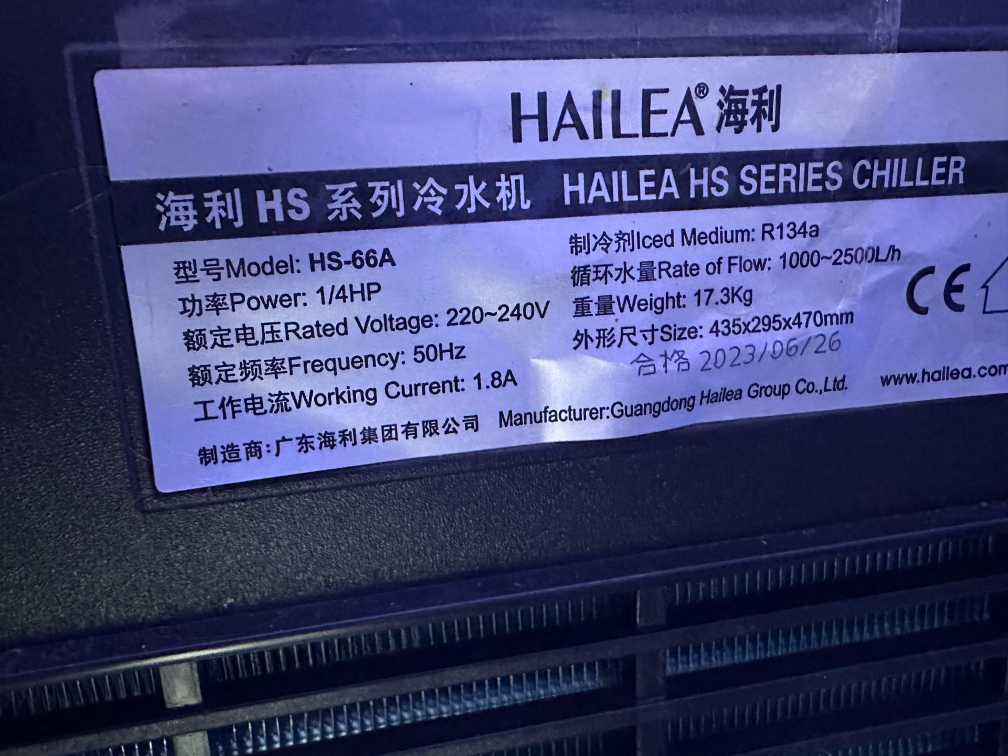 HAILEA® 海利
海利 HS 系列冷水机 HAILEA HS SERIES CHILLER
型号Model: HS-66A
功率Power: 1/4HP
额定电压Rated Voltage: 220~240V
额定频率Frequency: 50Hz
工作电流Working Current: 1.8A
制冷剂Iced Medium: R134a
循环水量Rate of Flow: 1000~2500L/h
重量Weight: 17.3Kg
外形尺寸Size: 435x295x470mm
合格 2023/06/26
CE
制造商:广东海利集团有限公司 Manufacturer:Guangdong Hailea Group Co.,Ltd. www.hailea.com